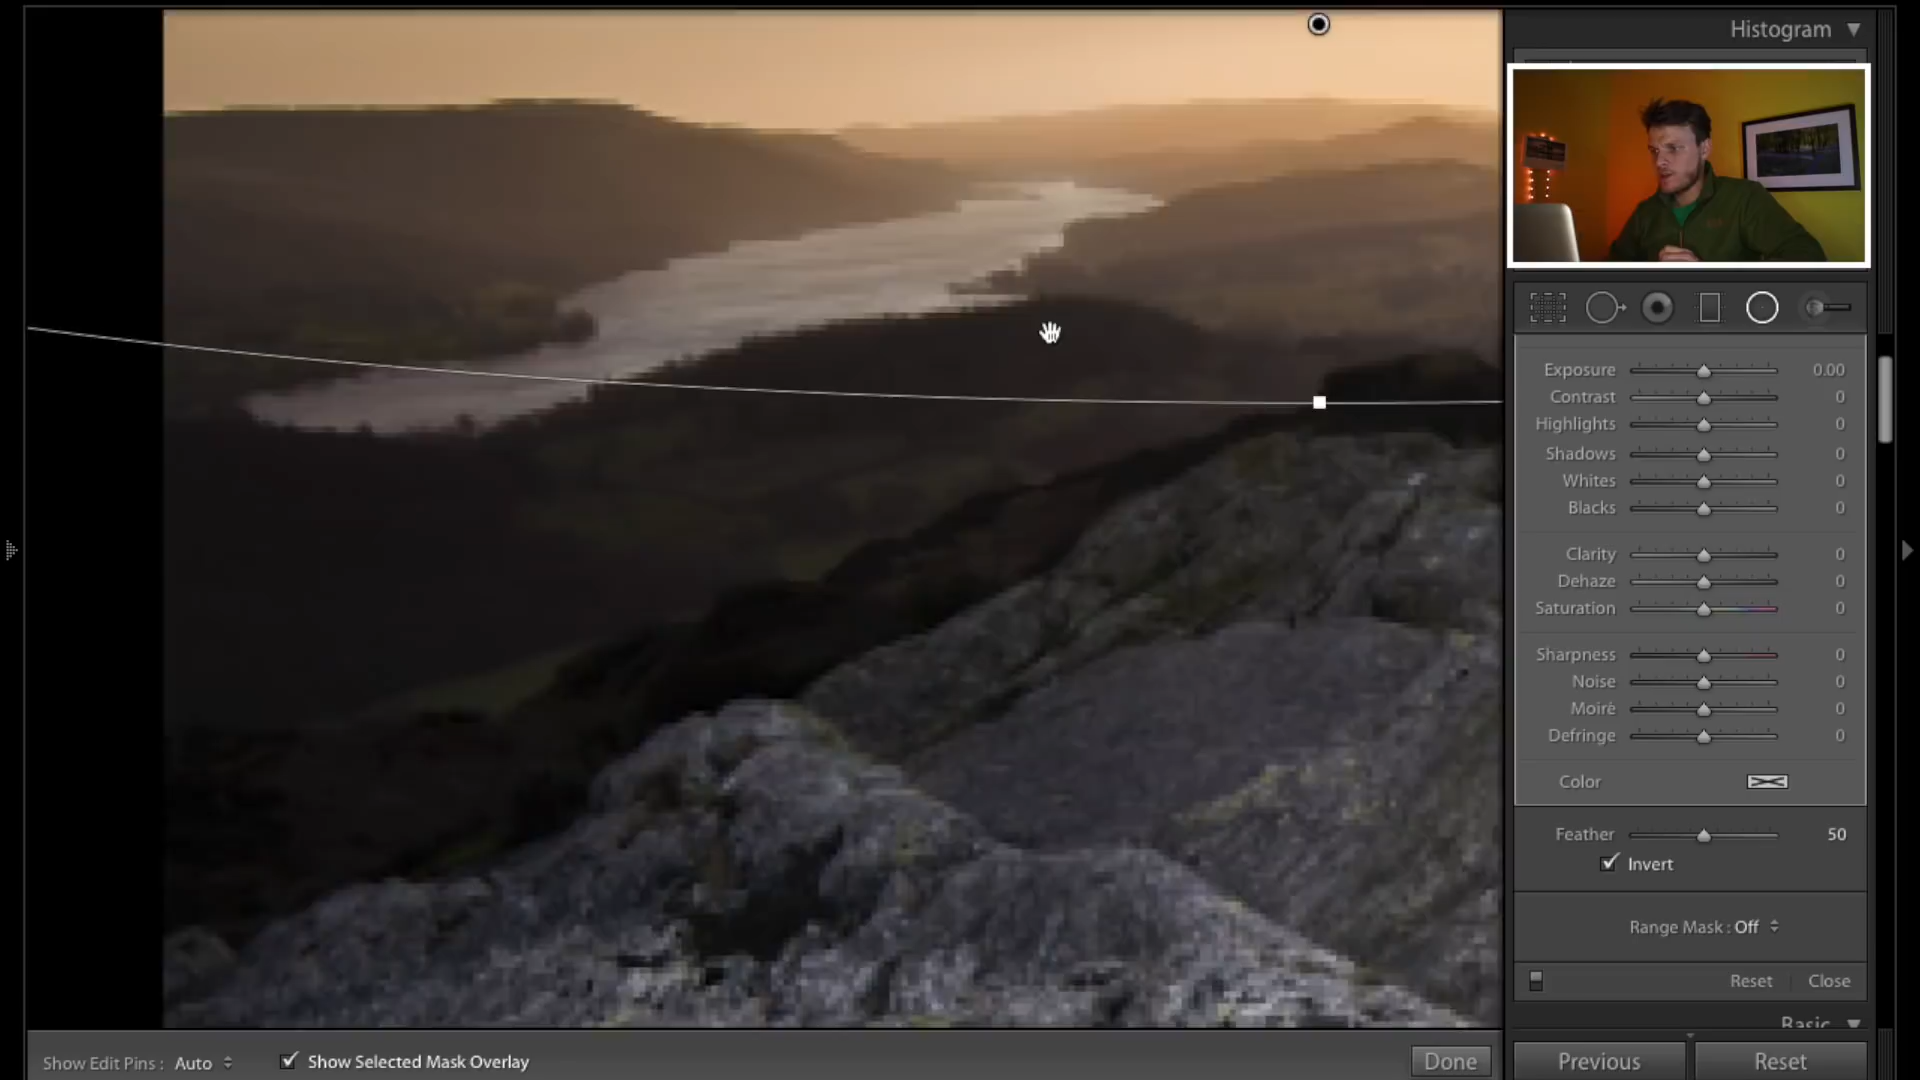 Histogram
Exposure 0.00
Contrast 0
Highlights 0
Shadows 0
Whites 0
Blacks 0
Clarity 0
Dehaze 0
Saturation 0
Sharpness 0
Noise 0
Moiré 0
Defringe 0
Color
Feather 50
Invert
Range Mask : Off
Reset Close
Basic
Show Edit Pins : Auto Show Selected Mask Overlay Done Previous Reset